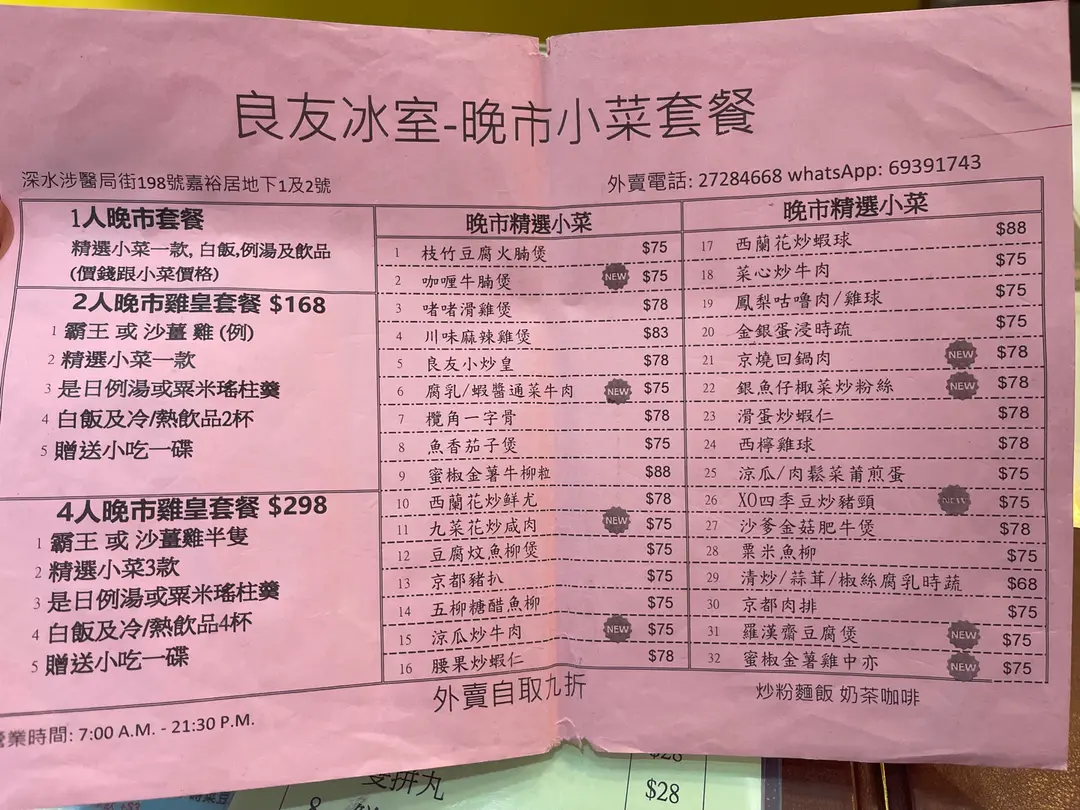 良友冰室-晚市小菜套餐
深水涉醫局街198號嘉裕居地下1及2號
外賣電話: 27284668 whatsApp: 69391743
1人晚市套餐
精選小菜一款, 白飯,例湯及飲品
(價錢跟小菜價格)
2人晚市雞皇套餐 $168
1 霸王 或 沙薑 雞 (例)
2 精選小菜一款
3 是日例湯或粟米瑤柱羹
4 白飯及冷/熱飲品2杯
5 贈送小吃一碟
4人晚市雞皇套餐 $298
1 霸王 或 沙薑雞半隻
2 精選小菜3款
3 是日例湯或粟米瑤柱羹
4 白飯及冷/熱飲品4杯
5 贈送小吃一碟
營業時間: 7:00 A.M. - 21:30 P.M.
晚市精選小菜
1 枝竹豆腐火腩煲 $75
2 咖喱牛腩煲 NEW $75
3 啫啫滑雞煲 $78
4 川味麻辣雞煲 $83
5 良友小炒皇 $78
6 腐乳/蝦醬通菜牛肉 NEW $75
7 欖角一字骨 $78
8 魚香茄子煲 $75
9 蜜椒金薯牛柳粒 $88
10 西蘭花炒鮮尤 $78
11 九菜花炒咸肉 NEW $75
12 豆腐炆魚柳煲 $75
13 京都豬扒 $75
14 五柳糖醋魚柳 $75
15 涼瓜炒牛肉 NEW $75
16 腰果炒蝦仁 $78
外賣自取九折
晚市精選小菜
17 西蘭花炒蝦球 $88
18 菜心炒牛肉 $75
19 鳳梨咕嚕肉/雞球 $75
20 金銀蛋浸時疏 $75
21 京燒回鍋肉 NEW $78
22 銀魚仔椒菜炒粉絲 NEW $78
23 滑蛋炒蝦仁 $78
24 西檸雞球 $78
25 涼瓜/肉鬆菜莆煎蛋 $75
26 XO四季豆炒豬頸 NEW $75
27 沙爹金菇肥牛煲 $78
28 粟米魚柳 $75
29 清炒/蒜茸/椒絲腐乳時蔬 $68
30 京都肉排 $75
31 羅漢齋豆腐煲 NEW $75
32 蜜椒金薯雞中亦 NEW $75
炒粉麵飯 奶茶咖啡
雙拼丸
$28
$28
8